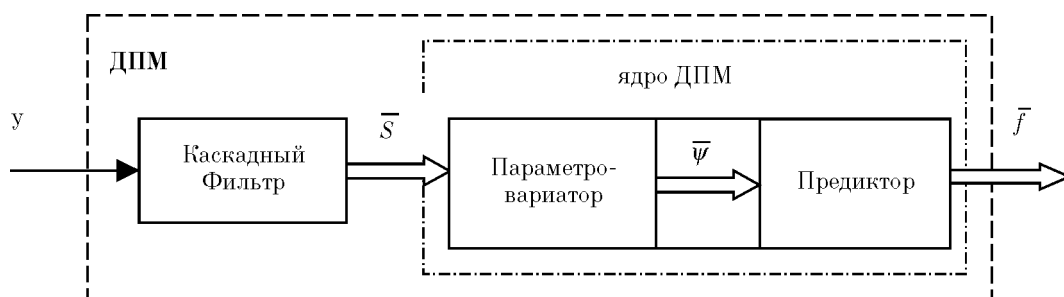 ДПМ
ядро ДПМ
y
Каскадный
Фильтр
S̅
Параметро-
вариатор
ψ̅
Предиктор
f̅